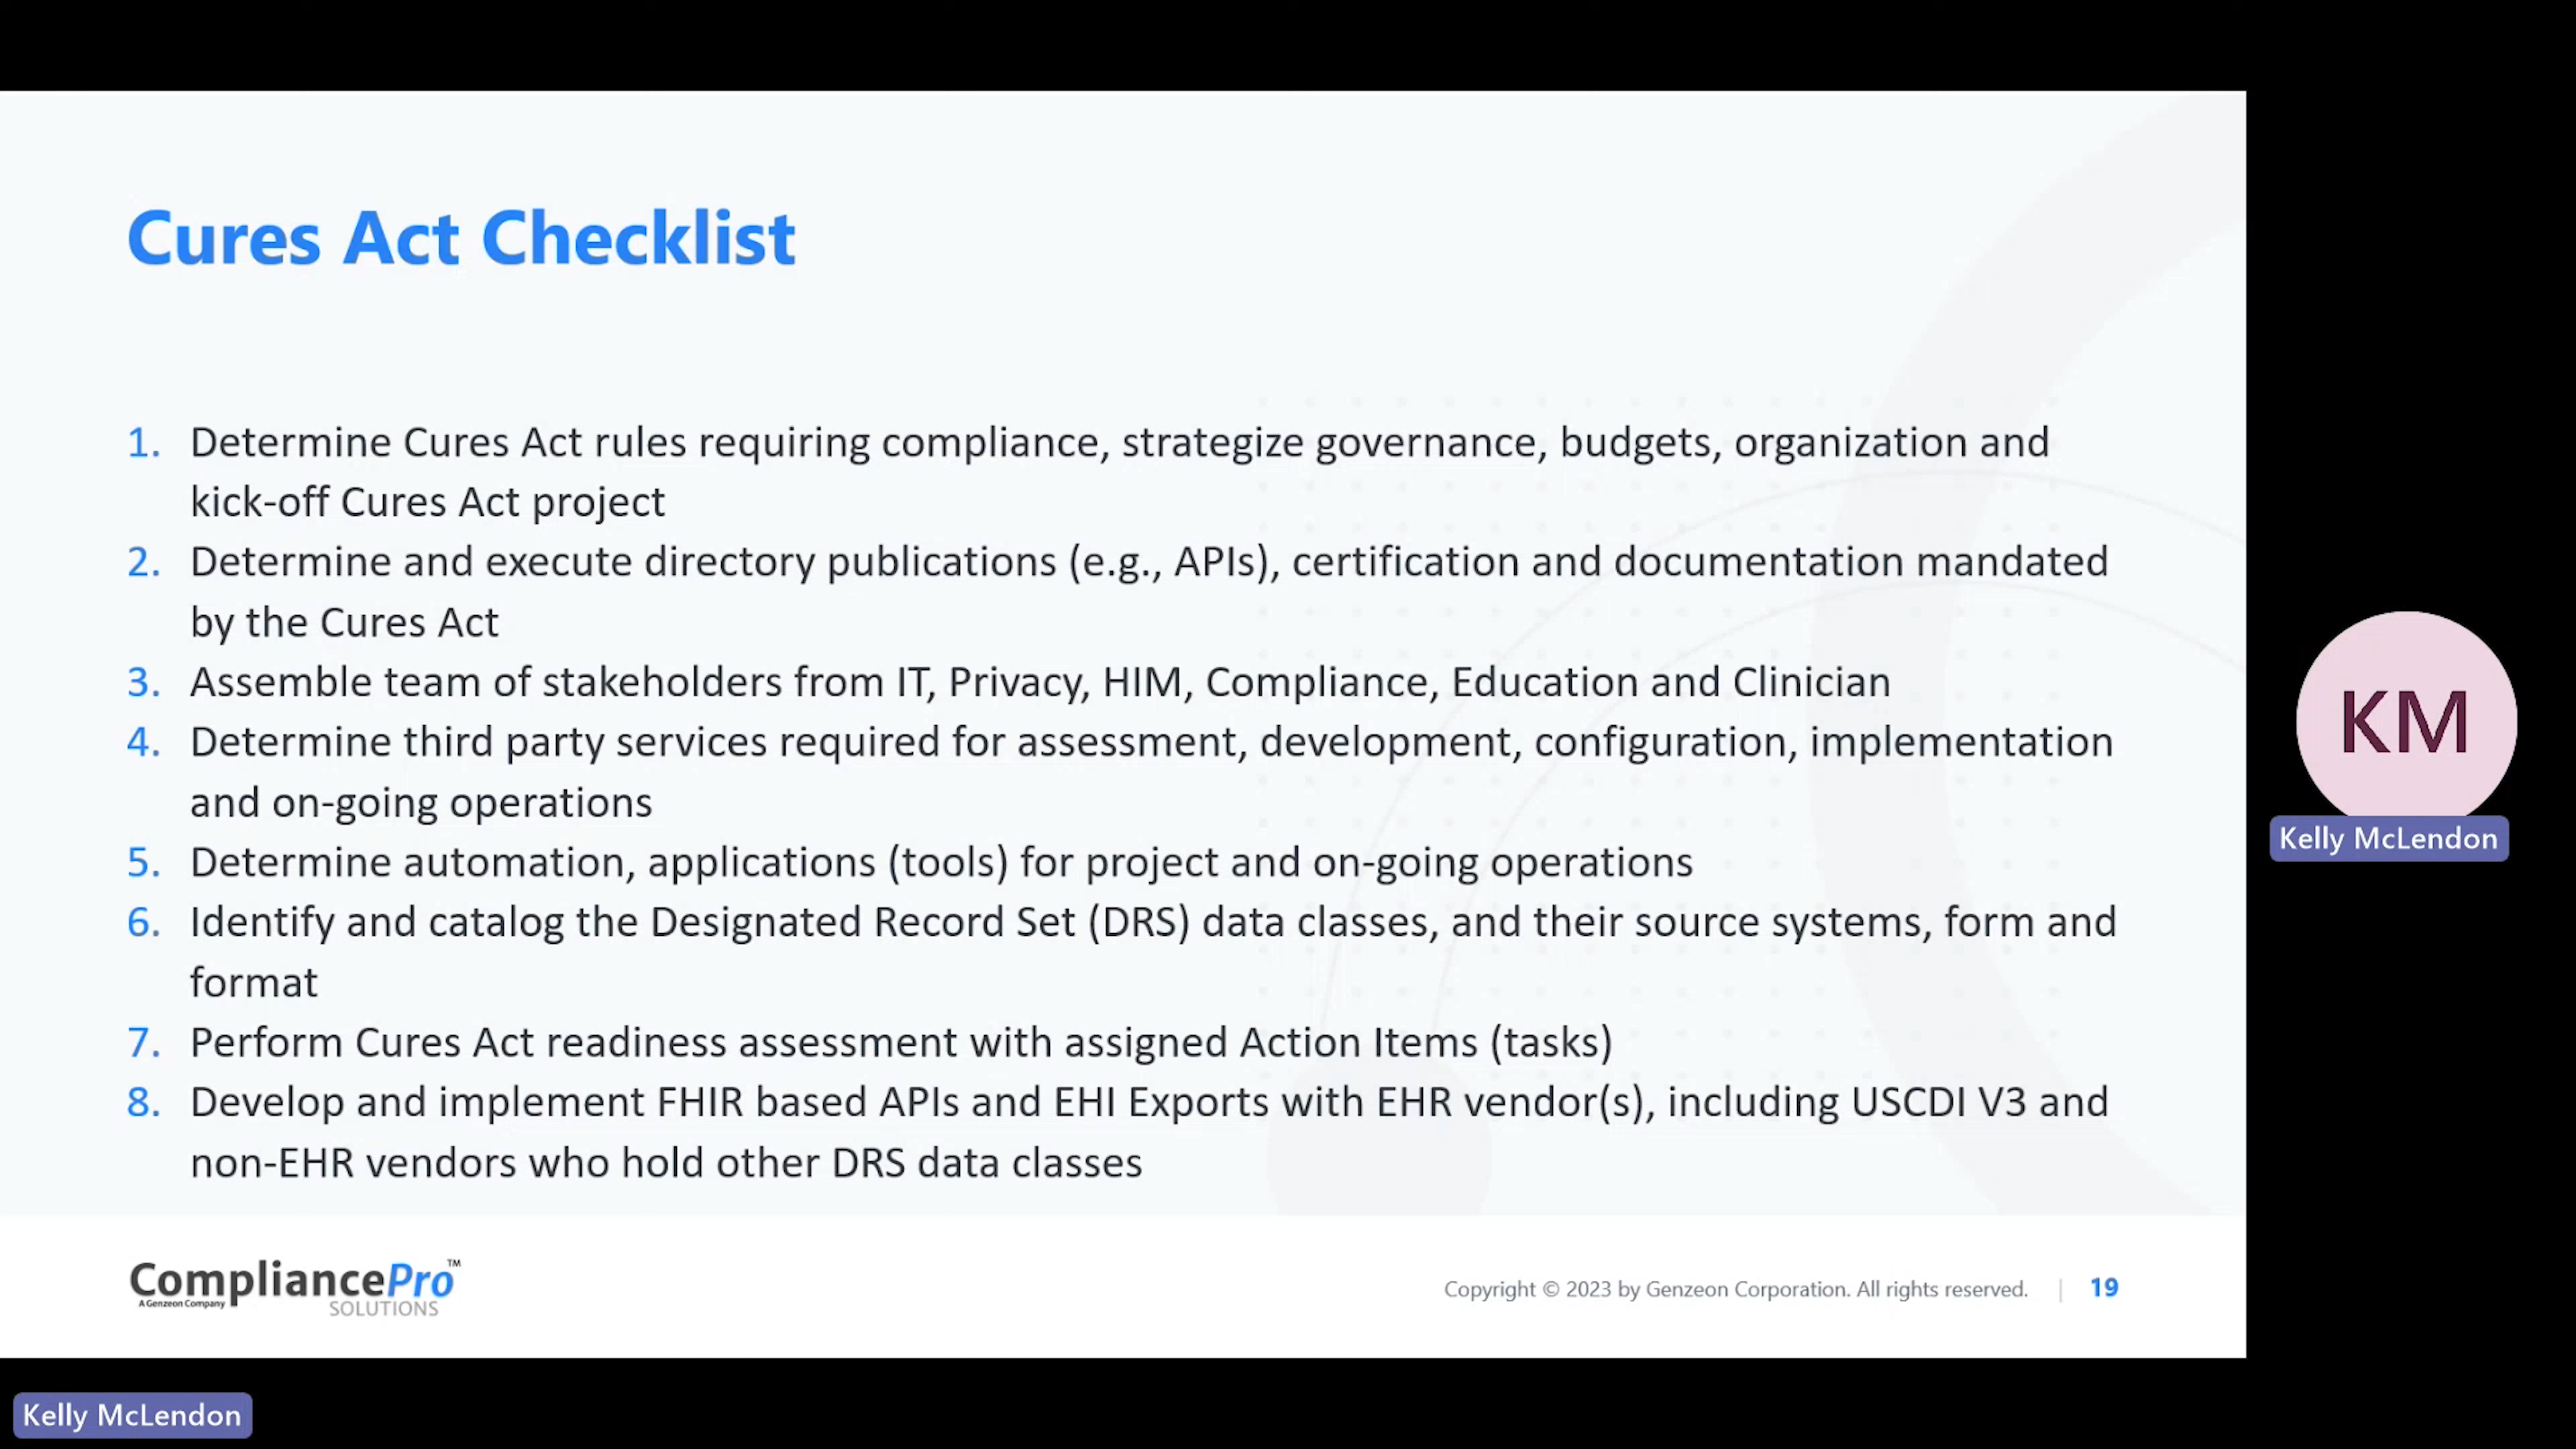 Cures Act Checklist
1. Determine Cures Act rules requiring compliance, strategize governance, budgets, organization and
kick-off Cures Act project
2. Determine and execute directory publications (e.g., APIs), certification and documentation mandated
by the Cures Act
3. Assemble team of stakeholders from IT, Privacy, HIM, Compliance, Education and Clinician
4. Determine third party services required for assessment, development, configuration, implementation
and on-going operations
5. Determine automation, applications (tools) for project and on-going operations
6. Identify and catalog the Designated Record Set (DRS) data classes, and their source systems, form and
format
7. Perform Cures Act readiness assessment with assigned Action Items (tasks)
8. Develop and implement FHIR based APIs and EHI Exports with EHR vendor(s), including USCDI V3 and
non-EHR vendors who hold other DRS data classes
CompliancePro™
A Genzeon Company
SOLUTIONS
Copyright © 2023 by Genzeon Corporation. All rights reserved. | 19
KM
Kelly McLendon
Kelly McLendon